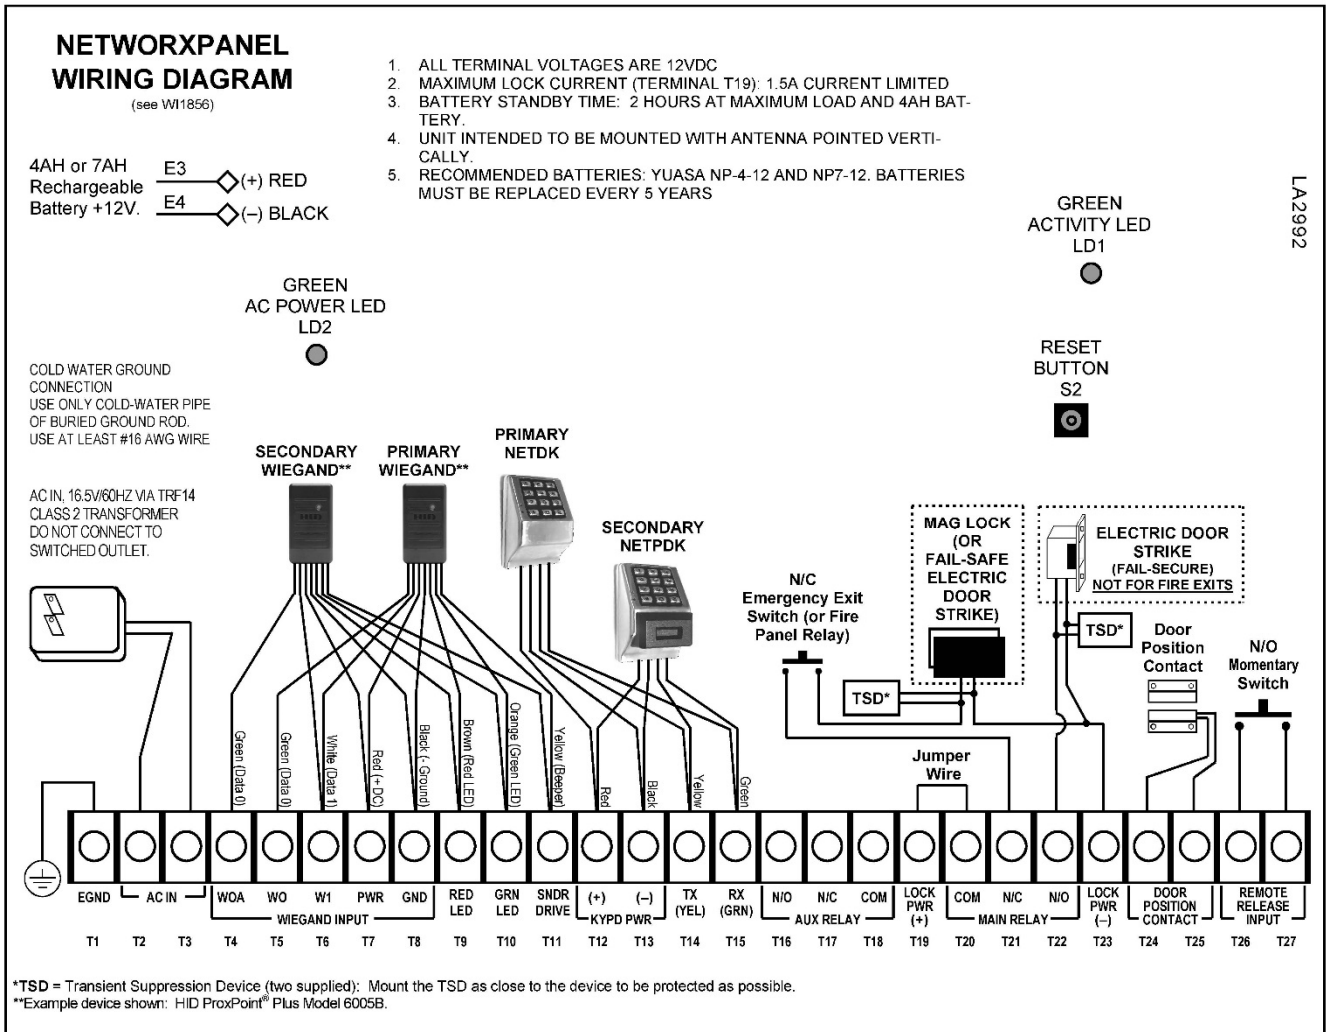 NETWORXPANEL
WIRING DIAGRAM
(see WI1856)
1. ALL TERMINAL VOLTAGES ARE 12VDC
2. MAXIMUM LOCK CURRENT (TERMINAL T19): 1.5A CURRENT LIMITED
3. BATTERY STANDBY TIME: 2 HOURS AT MAXIMUM LOAD AND 4AH BAT-
TERY.
4. UNIT INTENDED TO BE MOUNTED WITH ANTENNA POINTED VERTI-
CALLY.
5. RECOMMENDED BATTERIES: YUASA NP-4-12 AND NP7-12. BATTERIES
MUST BE REPLACED EVERY 5 YEARS
4AH or 7AH
Rechargeable
Battery +12V.
E3
(+) RED
E4
(–) BLACK
LA2992
GREEN
ACTIVITY LED
LD1
GREEN
AC POWER LED
LD2
RESET
BUTTON
S2
COLD WATER GROUND
CONNECTION
USE ONLY COLD-WATER PIPE
OF BURIED GROUND ROD.
USE AT LEAST #16 AWG WIRE
AC IN, 16.5V/60HZ VIA TRF14
CLASS 2 TRANSFORMER
DO NOT CONNECT TO
SWITCHED OUTLET.
SECONDARY
WIEGAND**
PRIMARY
WIEGAND**
PRIMARY
NETDK
SECONDARY
NETPDK
N/C
Emergency Exit
Switch (or Fire
Panel Relay)
MAG LOCK
(OR
FAIL-SAFE
ELECTRIC
DOOR
STRIKE)
ELECTRIC DOOR
STRIKE
(FAIL-SECURE)
NOT FOR FIRE EXITS
TSD*
TSD*
Door
Position
Contact
N/O
Momentary
Switch
Jumper
Wire
Green (Data 0)
Green (Data 0)
White (Data 1)
Red (+ DC)
Black (- Ground)
Brown (Red LED)
Orange (Green LED)
Yellow (Beeper)
Red
Black
Yellow
Green
EGND
AC IN
WOA
WO
W1
PWR
GND
WIEGAND INPUT
RED
LED
GRN
LED
SNDR
DRIVE
(+)
(–)
KYPD PWR
TX
(YEL)
RX
(GRN)
N/O
N/C
COM
AUX RELAY
LOCK
PWR
(+)
COM
N/C
N/O
MAIN RELAY
LOCK
PWR
(–)
DOOR
POSITION
CONTACT
REMOTE
RELEASE
INPUT
T1 T2 T3 T4 T5 T6 T7 T8 T9 T10 T11 T12 T13 T14 T15 T16 T17 T18 T19 T20 T21 T22 T23 T24 T25 T26 T27
*TSD = Transient Suppression Device (two supplied): Mount the TSD as close to the device to be protected as possible.
**Example device shown: HID ProxPoint® Plus Model 6005B.